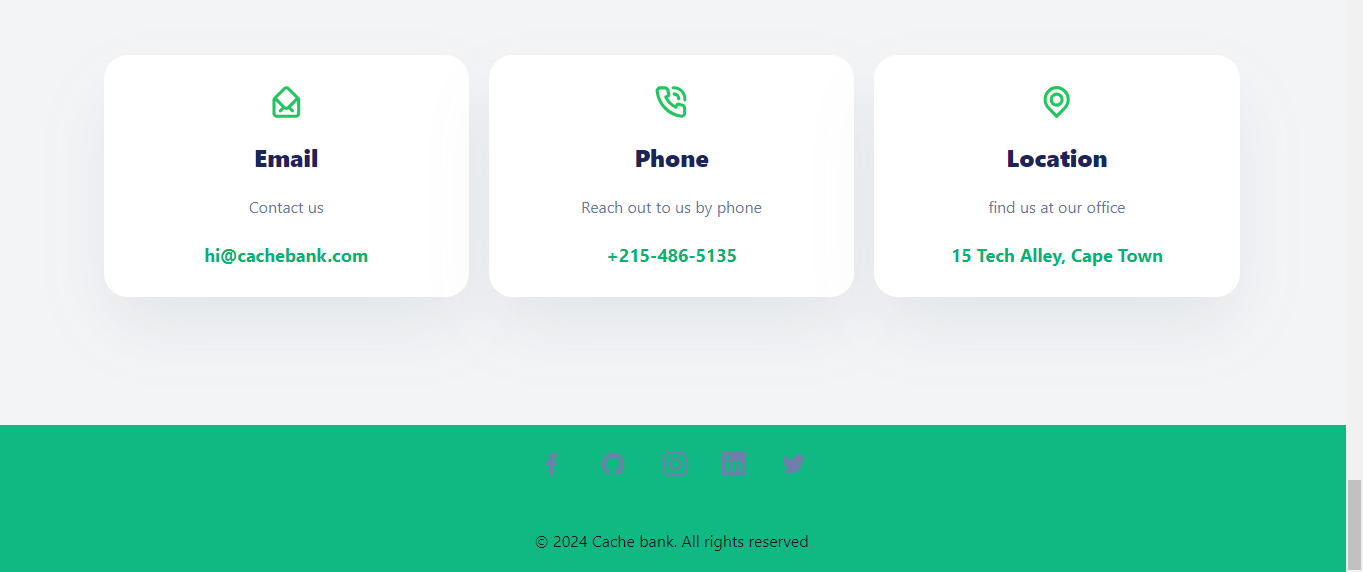 Email
Contact us
hi@cachebank.com
Phone
Reach out to us by phone
+215-486-5135
Location
find us at our office
15 Tech Alley, Cape Town
© 2024 Cache bank. All rights reserved